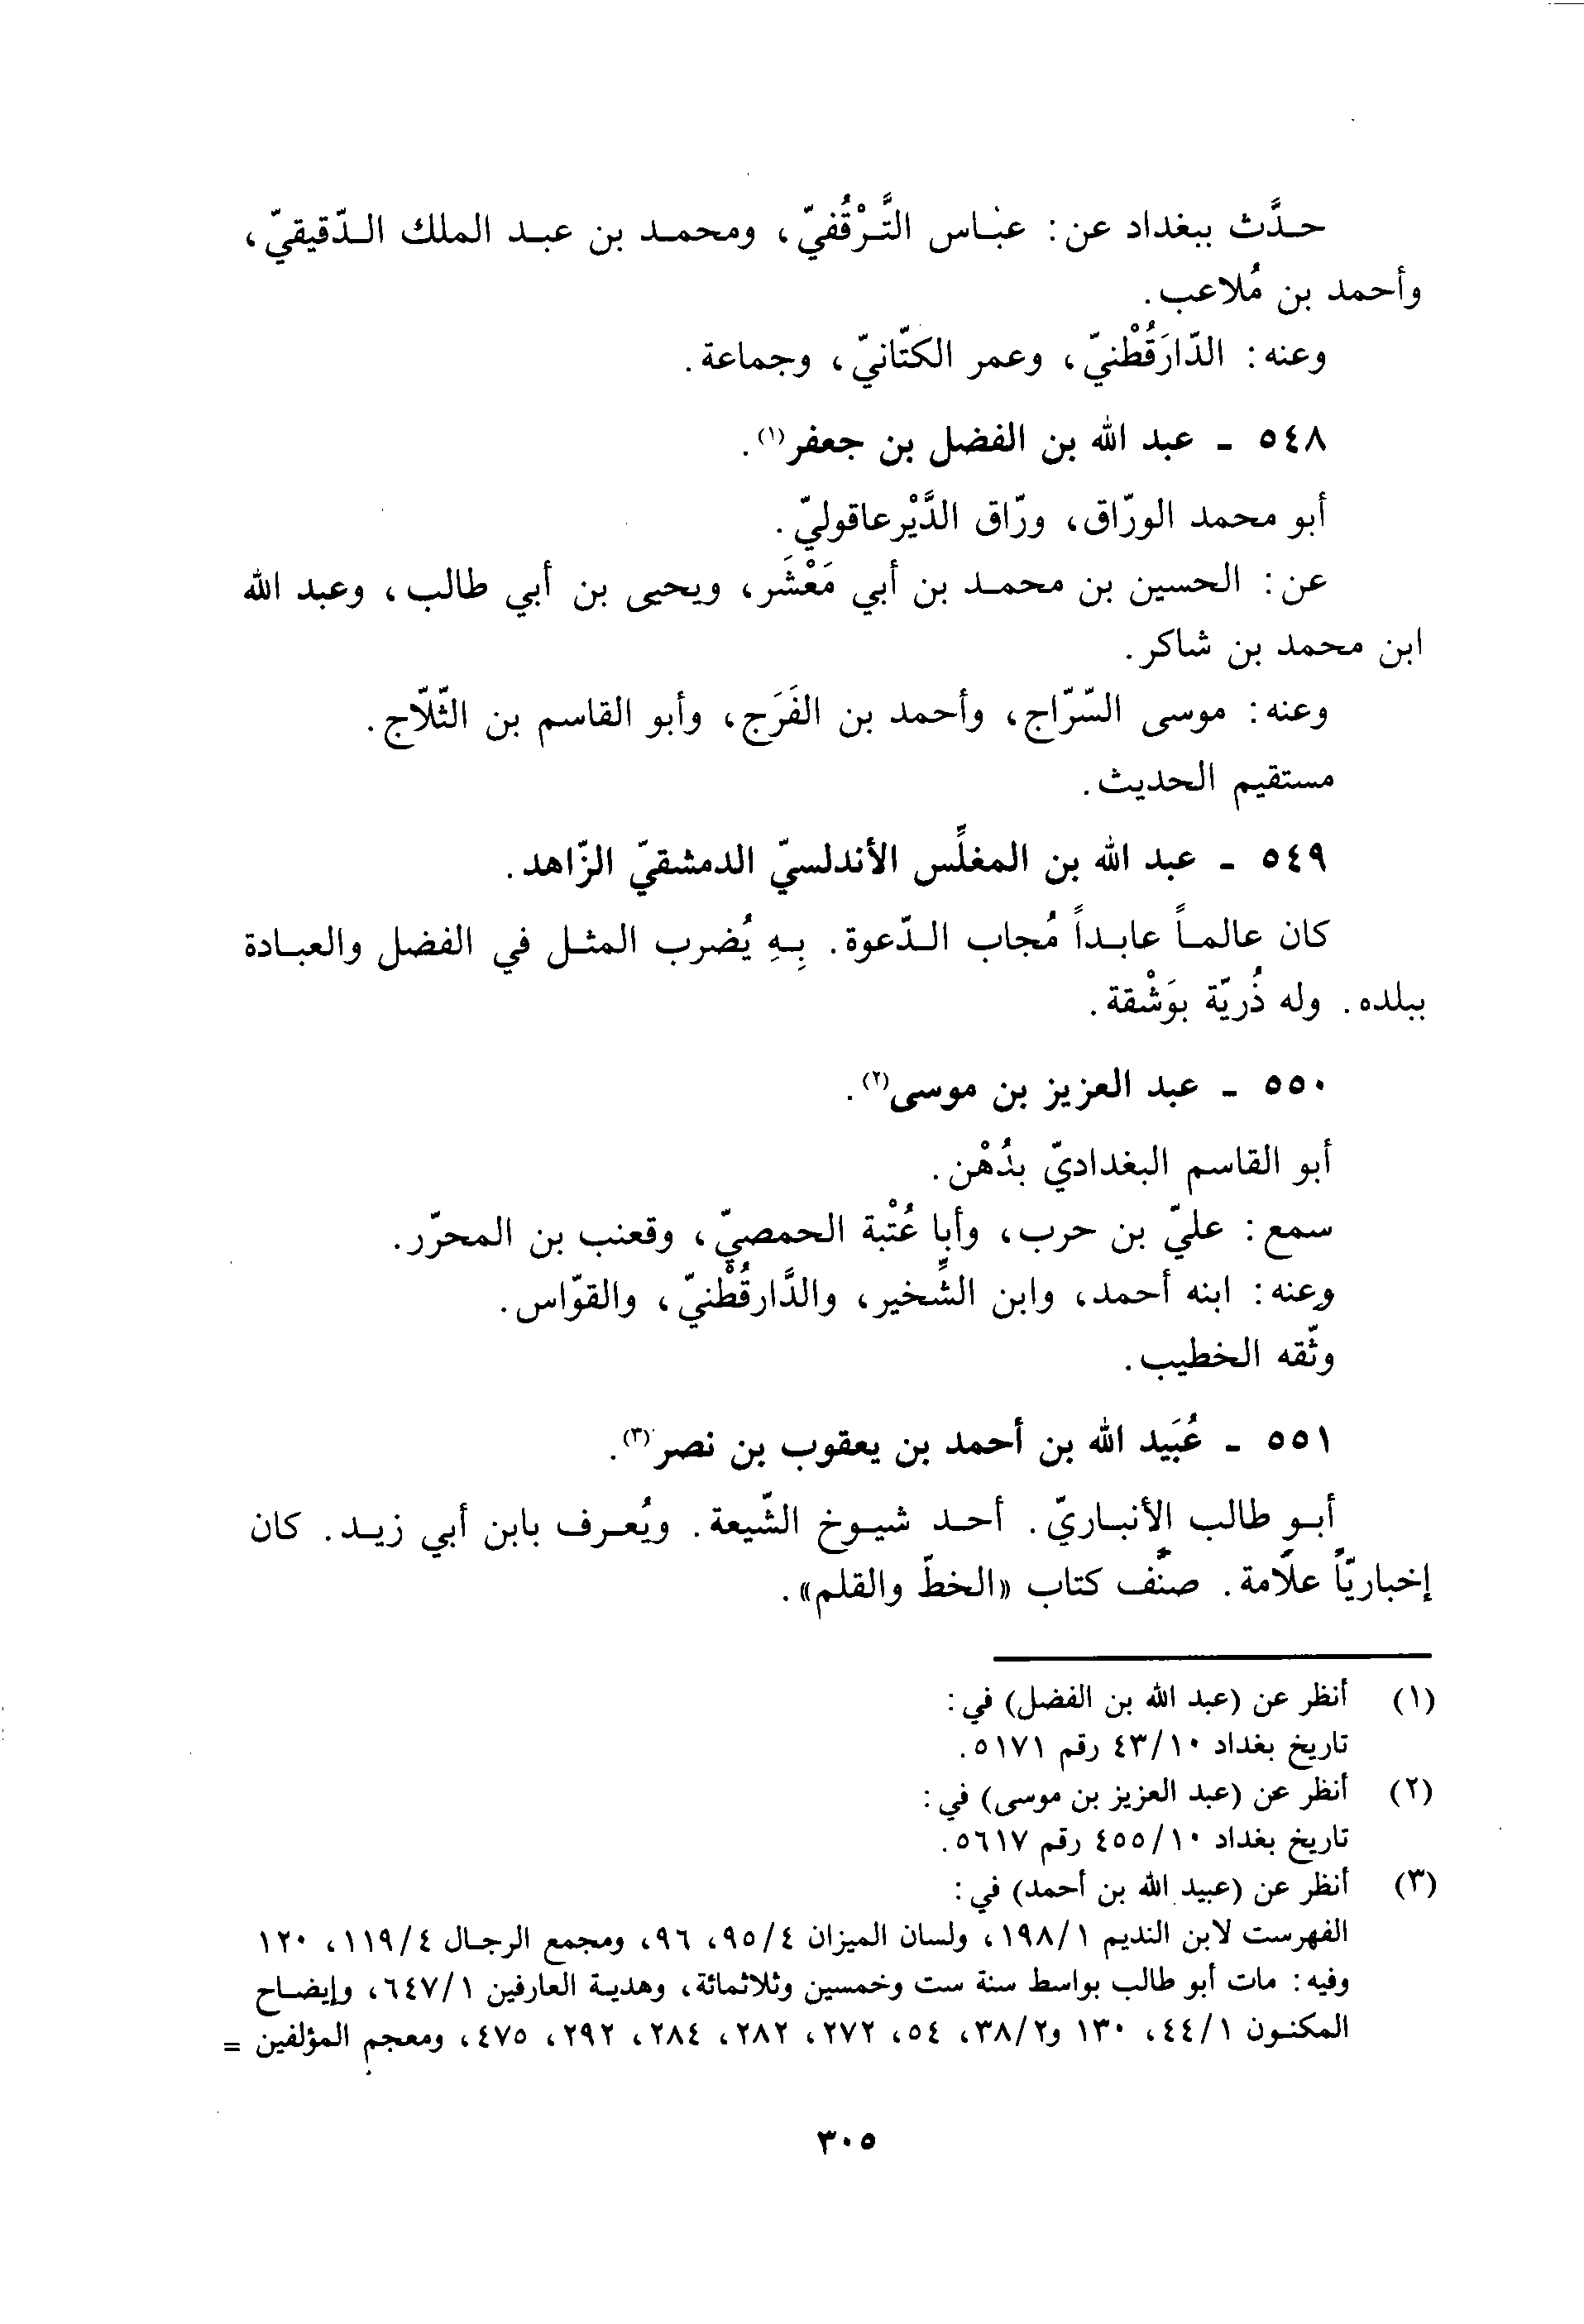 حدَّث ببغداد عن: عبّاس التَّرْقُفيّ، ومحمد بن عبد الملك الدّقيقيّ،
وأحمد بن مُلاعب.
وعنه: الدّارَقُطْنيّ، وعمر الكتّانيّ، وجماعة.
٥٤٨ - عبد الله بن الفضل بن جعفر(١).
أبو محمد الورّاق، ورّاق الدَّيْرعاقوليّ.
عن: الحسين بن محمد بن أبي مَعْشَر، ويحيى بن أبي طالب، وعبد الله
ابن محمد بن شاكر.
وعنه: موسى السّرّاج، وأحمد بن الفَرَج، وأبو القاسم بن الثّلّاج.
مستقيم الحديث.
٥٤٩ - عبد الله بن المغلِّس الأندلسيّ الدمشقيّ الزّاهد.
كان عالماً عابداً مُجاب الدّعوة. بِهِ يُضرب المثل في الفضل والعبادة
ببلده. وله ذُريّة بوَشْقة.
٥٥٠ - عبد العزيز بن موسى(٢).
أبو القاسم البغداديّ بدُهْن.
سمع: عليّ بن حرب، وأبا عُتْبة الحمصيّ، وقعنب بن المحرّر.
وعنه: ابنه أحمد، وابن الشِّخير، والدَّارقُطْنيّ، والقوّاس.
وثّقه الخطيب.
٥٥١ - عُبَيد الله بن أحمد بن يعقوب بن نصر(٣).
أبو طالب الأنباريّ. أحد شيوخ الشّيعة. ويُعرف بابن أبي زيد. كان
إخباريّاً علّامة. صنَّف كتاب «الخطّ والقلم».
(١) أنظر عن (عبد الله بن الفضل) في:
تاريخ بغداد ٤٣/١٠ رقم ٥١٧١.
(٢) أنظر عن (عبد العزيز بن موسى) في:
تاريخ بغداد ٤٥٥/١٠ رقم ٥٦١٧.
(٣) أنظر عن (عبيد الله بن أحمد) في:
الفهرست لابن النديم ١٩٨/١، ولسان الميزان ٩٥/٤، ٩٦، ومجمع الرجال ١١٩/٤، ١٢٠
وفيه: مات أبو طالب بواسط سنة ست وخمسين وثلاثمائة، وهدية العارفين ٦٤٧/١، وإيضاح
المكنون ٤٤/١، ١٣٠ و٣٨/٢، ٥٤، ٢٧٢، ٢٨٢، ٢٨٤، ٢٩٢، ٤٧٥، ومعجم المؤلفين =
٣٠٥